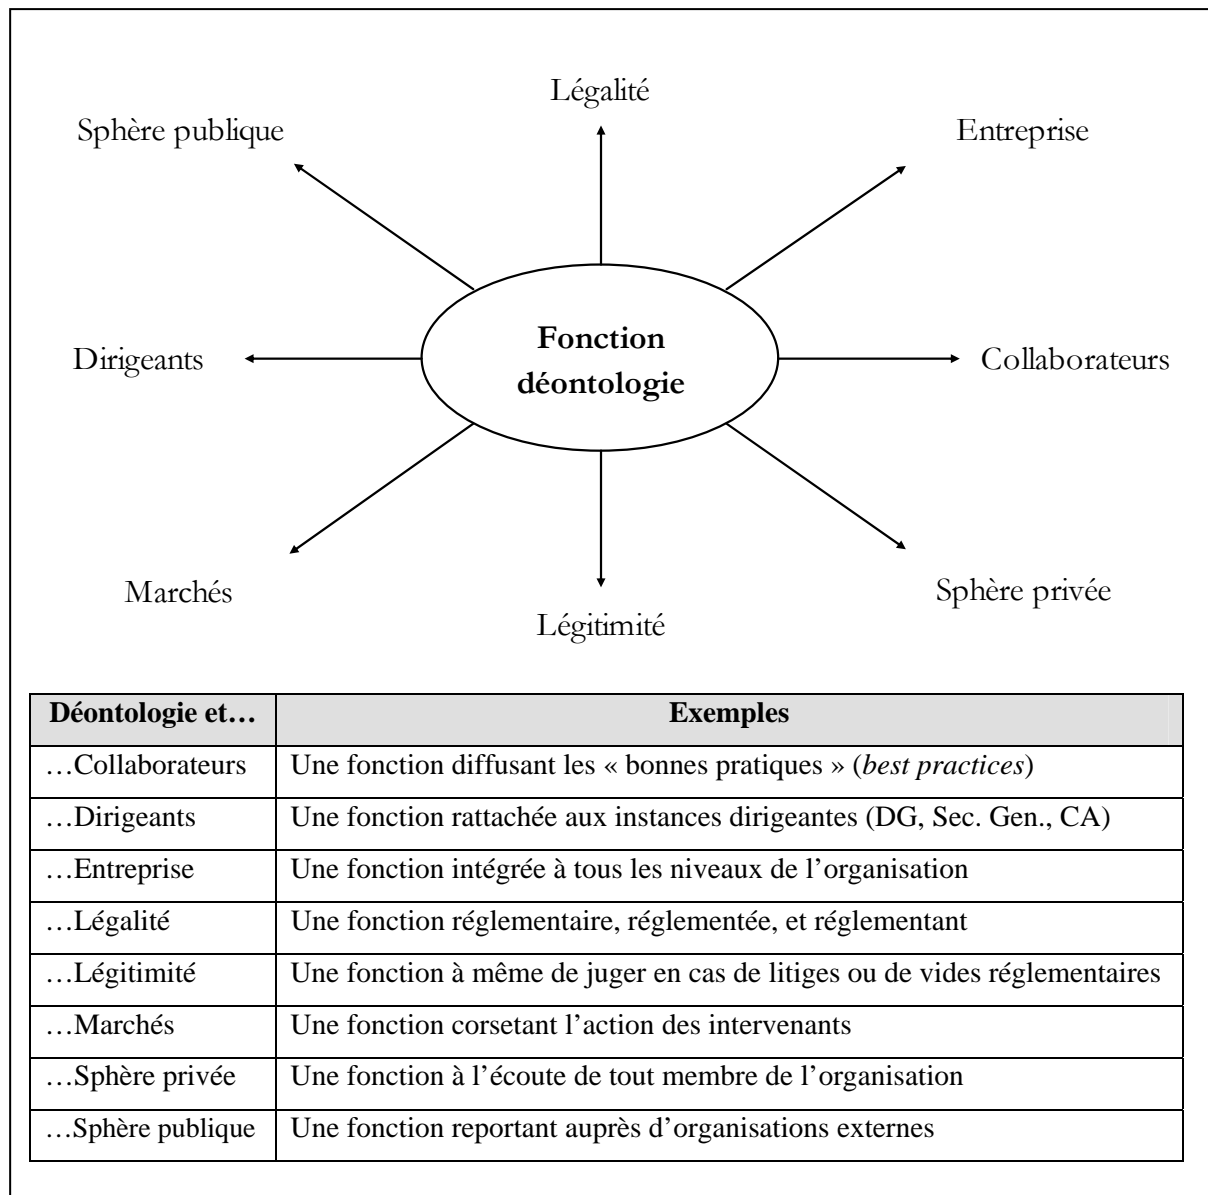 Légalité
Sphère publique
Entreprise
Fonction
déontologie
Dirigeants
Collaborateurs
Marchés
Sphère privée
Légitimité
Déontologie et… Exemples
…Collaborateurs Une fonction diffusant les « bonnes pratiques » (best practices)
…Dirigeants Une fonction rattachée aux instances dirigeantes (DG, Sec. Gen., CA)
…Entreprise Une fonction intégrée à tous les niveaux de l’organisation
…Légalité Une fonction réglementaire, réglementée, et réglementant
…Légitimité Une fonction à même de juger en cas de litiges ou de vides réglementaires
…Marchés Une fonction corsetant l’action des intervenants
…Sphère privée Une fonction à l’écoute de tout membre de l’organisation
…Sphère publique Une fonction reportant auprès d’organisations externes